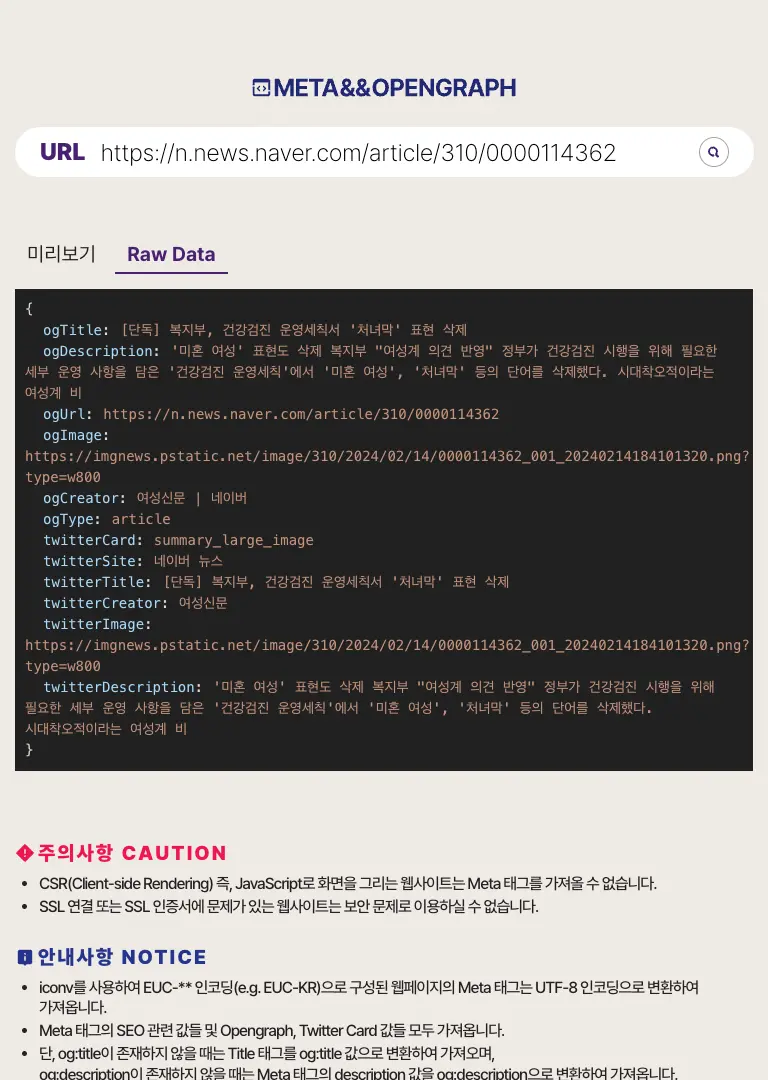 META&&OPENGRAPH
URL https://n.news.naver.com/article/310/0000114362
미리보기 Raw Data
{
ogTitle: [단독] 복지부, 건강검진 운영세칙서 '처녀막' 표현 삭제
ogDescription: '미혼 여성' 표현도 삭제 복지부 "여성계 의견 반영" 정부가 건강검진 시행을 위해 필요한
세부 운영 사항을 담은 '건강검진 운영세칙'에서 '미혼 여성', '처녀막' 등의 단어를 삭제했다. 시대착오적이라는
여성계 비
ogUrl: https://n.news.naver.com/article/310/0000114362
ogImage:
https://imgnews.pstatic.net/image/310/2024/02/14/0000114362_001_20240214184101320.png?
type=w800
ogCreator: 여성신문 | 네이버
ogType: article
twitterCard: summary_large_image
twitterSite: 네이버 뉴스
twitterTitle: [단독] 복지부, 건강검진 운영세칙서 '처녀막' 표현 삭제
twitterCreator: 여성신문
twitterImage:
https://imgnews.pstatic.net/image/310/2024/02/14/0000114362_001_20240214184101320.png?
type=w800
twitterDescription: '미혼 여성' 표현도 삭제 복지부 "여성계 의견 반영" 정부가 건강검진 시행을 위해
필요한 세부 운영 사항을 담은 '건강검진 운영세칙'에서 '미혼 여성', '처녀막' 등의 단어를 삭제했다.
시대착오적이라는 여성계 비
}
주의사항 CAUTION
• CSR(Client-side Rendering) 즉, JavaScript로 화면을 그리는 웹사이트는 Meta 태그를 가져올 수 없습니다.
• SSL 연결 또는 SSL 인증서에 문제가 있는 웹사이트는 보안 문제로 이용하실 수 없습니다.
안내사항 NOTICE
• iconv를 사용하여 EUC-** 인코딩(e.g. EUC-KR)으로 구성된 웹페이지의 Meta 태그는 UTF-8 인코딩으로 변환하여
가져옵니다.
• Meta 태그의 SEO 관련 값들 및 Opengraph, Twitter Card 값들 모두 가져옵니다.
• 단, og:title이 존재하지 않을 때는 Title 태그를 og:title 값으로 변환하여 가져오며,
og:description이 존재하지 않을 때는 Meta 태그의 description 값을 og:description으로 변환하여 가져옵니다.